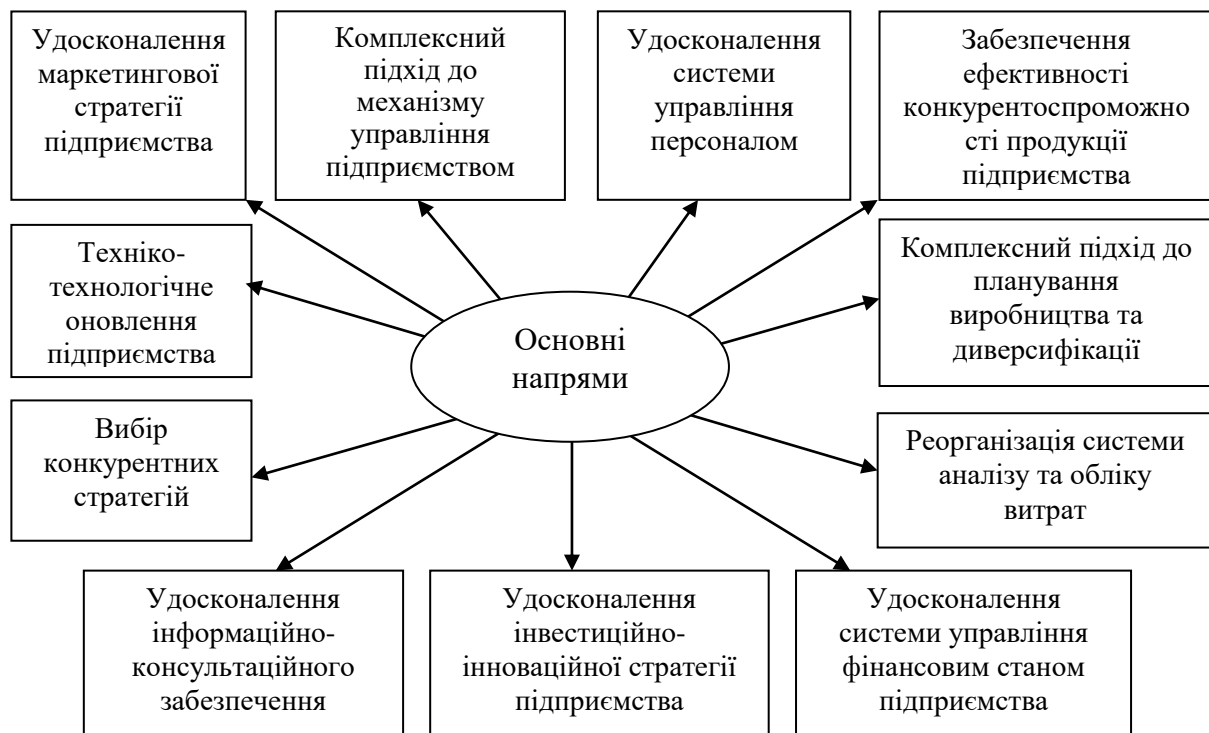 Удосконалення
маркетингової
стратегії
підприємства
Комплексний
підхід до
механізму
управління
підприємством
Удосконалення
системи
управління
персоналом
Забезпечення
ефективності
конкурентоспроможно
сті продукції
підприємства
Техніко-
технологічне
оновлення
підприємства
Основні
напрями
Комплексний підхід до
планування
виробництва та
диверсифікації
Вибір
конкурентних
стратегій
Реорганізація системи
аналізу та обліку
витрат
Удосконалення
інформаційно-
консультаційного
забезпечення
Удосконалення
інвестиційно-
інноваційної стратегії
підприємства
Удосконалення
системи управління
фінансовим станом
підприємства